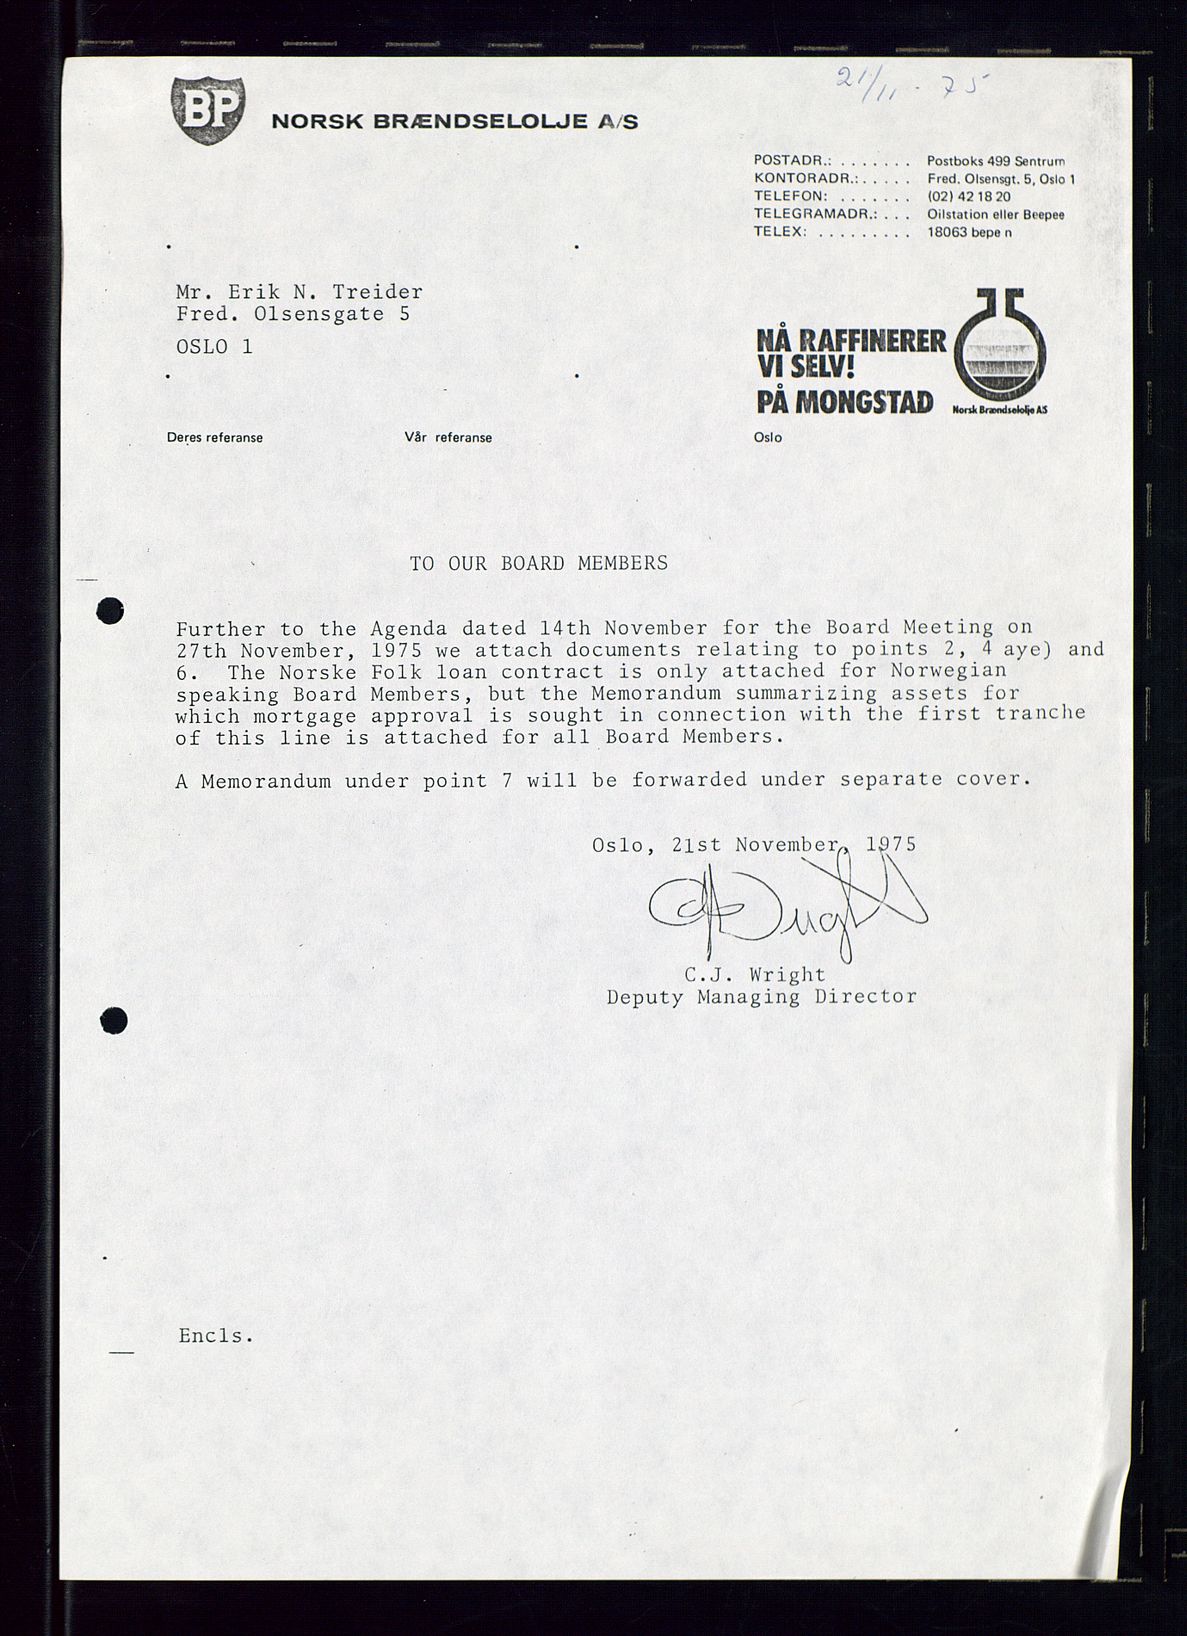 21/11 - 75
BP
NORSK BRÆNDSELOLJE A/S
POSTADR.: . . . . . . . Postboks 499 Sentrum
KONTORADR.: . . . . . Fred. Olsensgt. 5, Oslo 1
TELEFON: . . . . . . . (02) 42 18 20
TELEGRAMADR.: . . . Oilstation eller Beepee
TELEX: . . . . . . . . . 18063 bepe n
Mr. Erik N. Treider
Fred. Olsensgate 5
OSLO 1
75
NÅ RAFFINERER
VI SELV!
PÅ MONGSTAD
Norsk Brændselolje A/S
Deres referanse Vår referanse Oslo
TO OUR BOARD MEMBERS
Further to the Agenda dated 14th November for the Board Meeting on
27th November, 1975 we attach documents relating to points 2, 4 aye) and
6. The Norske Folk loan contract is only attached for Norwegian
speaking Board Members, but the Memorandum summarizing assets for
which mortgage approval is sought in connection with the first tranche
of this line is attached for all Board Members.
A Memorandum under point 7 will be forwarded under separate cover.
Oslo, 21st November, 1975
C.J. Wright
Deputy Managing Director
Encls.